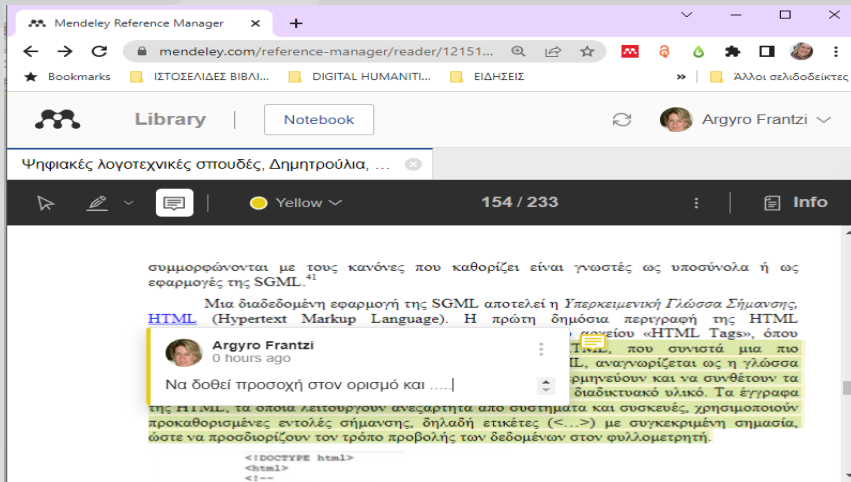 Mendeley Reference Manager
mendeley.com/reference-manager/reader/12151...
Bookmarks ΙΣΤΟΣΕΛΙΔΕΣ ΒΙΒΛΙ... DIGITAL HUMANITI... ΕΙΔΗΣΕΙΣ » Άλλοι σελιδοδείκτες
Library Notebook Argyro Frantzi
Ψηφιακές λογοτεχνικές σπουδές, Δημητρούλια, ...
Yellow 154 / 233 Info
συμμορφώνονται με τους κανόνες που καθορίζει είναι γνωστές ως υποσύνολα ή ως
εφαρμογές της SGML.41
Μια διαδεδομένη εφαρμογή της SGML αποτελεί η Υπερκειμενική Γλώσσα Σήμανσης,
HTML (Hypertext Markup Language). Η πρώτη δημόσια περιγραφή της HTML
αρχείου «HTML Tags», όπου
Argyro Frantzi
HTML, που συνιστά μια πιο
0 hours ago
ML, αναγνωρίζεται ως η γλώσσα
Να δοθεί προσοχή στον ορισμό και .....
ερμηνεύουν και να συνθέτουν τα
διαδικτυακό υλικό. Τα έγγραφα
της HTML, τα οποία λειτουργούν ανεξάρτητα από συστήματα και συσκευές, χρησιμοποιούν
προκαθορισμένες εντολές σήμανσης, δηλαδή ετικέτες (<...>) με συγκεκριμένη σημασία,
ώστε να προσδιορίζουν τον τρόπο προβολής των δεδομένων στον φυλλομετρητή.
<!DOCTYPE html>
<html>
<!--